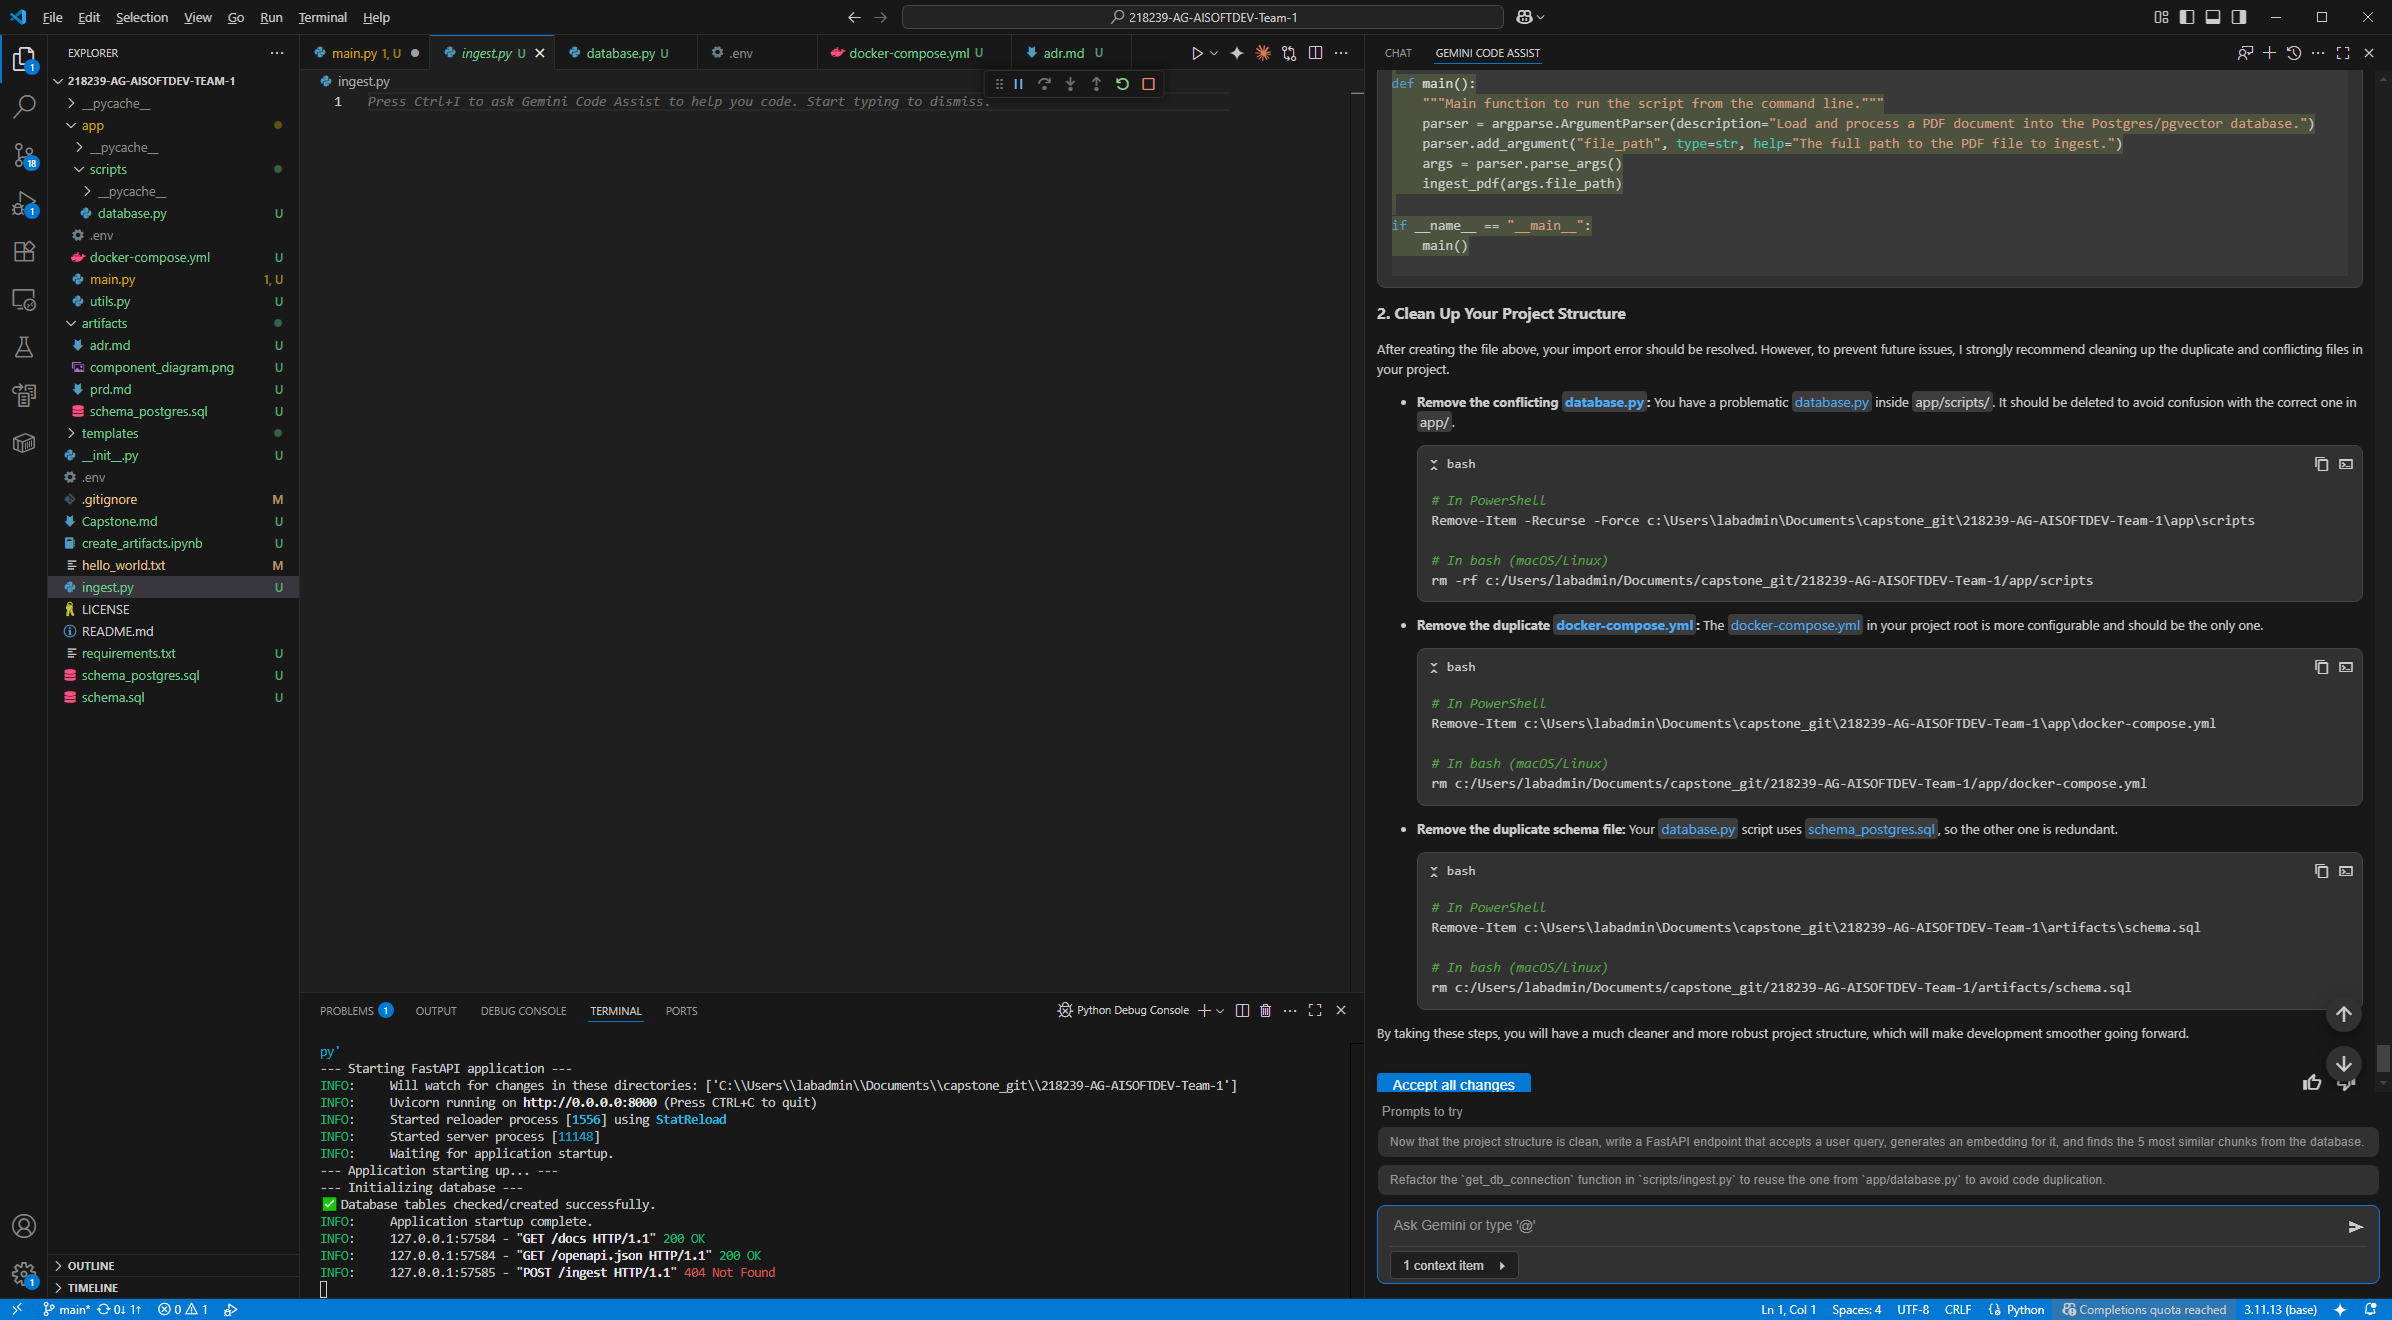 File Edit Selection View Go Run Terminal Help
218239-AG-AISOFTDEV-Team-1
EXPLORER
218239-AG-AISOFTDEV-TEAM-1
__pycache__
app
__pycache__
scripts
__pycache__
database.py U
.env
docker-compose.yml U
main.py 1, U
utils.py U
artifacts
adr.md U
component_diagram.png U
prd.md U
schema_postgres.sql U
templates
__init__.py U
.env
.gitignore M
Capstone.md U
create_artifacts.ipynb U
hello_world.txt M
ingest.py U
LICENSE
README.md
requirements.txt U
schema_postgres.sql U
schema.sql U
OUTLINE
TIMELINE
1
18
1
1
main.py 1, U
ingest.py U
database.py U
.env
docker-compose.yml U
adr.md U
ingest.py
1 Press Ctrl+I to ask Gemini Code Assist to help you code. Start typing to dismiss.
PROBLEMS 1 OUTPUT DEBUG CONSOLE TERMINAL PORTS
Python Debug Console
py'
--- Starting FastAPI application ---
INFO: Will watch for changes in these directories: ['C:\\Users\\labadmin\\Documents\\capstone_git\\218239-AG-AISOFTDEV-Team-1']
INFO: Uvicorn running on http://0.0.0.0:8000 (Press CTRL+C to quit)
INFO: Started reloader process [1556] using StatReload
INFO: Started server process [11148]
INFO: Waiting for application startup.
--- Application starting up... ---
--- Initializing database ---
✅ Database tables checked/created successfully.
INFO: Application startup complete.
INFO: 127.0.0.1:57584 - "GET /docs HTTP/1.1" 200 OK
INFO: 127.0.0.1:57584 - "GET /openapi.json HTTP/1.1" 200 OK
INFO: 127.0.0.1:57585 - "POST /ingest HTTP/1.1" 404 Not Found
CHAT GEMINI CODE ASSIST
def main():
"""Main function to run the script from the command line."""
parser = argparse.ArgumentParser(description="Load and process a PDF document into the Postgres/pgvector database.")
parser.add_argument("file_path", type=str, help="The full path to the PDF file to ingest.")
args = parser.parse_args()
ingest_pdf(args.file_path)
if __name__ == "__main__":
main()
2. Clean Up Your Project Structure
After creating the file above, your import error should be resolved. However, to prevent future issues, I strongly recommend cleaning up the duplicate and conflicting files in
your project.
• Remove the conflicting database.py: You have a problematic database.py inside app/scripts/. It should be deleted to avoid confusion with the correct one in
app/.
bash
# In PowerShell
Remove-Item -Recurse -Force c:\Users\labadmin\Documents\capstone_git\218239-AG-AISOFTDEV-Team-1\app\scripts
# In bash (macOS/Linux)
rm -rf c:/Users/labadmin/Documents/capstone_git/218239-AG-AISOFTDEV-Team-1/app/scripts
• Remove the duplicate docker-compose.yml: The docker-compose.yml in your project root is more configurable and should be the only one.
bash
# In PowerShell
Remove-Item c:\Users\labadmin\Documents\capstone_git\218239-AG-AISOFTDEV-Team-1\app\docker-compose.yml
# In bash (macOS/Linux)
rm c:/Users/labadmin/Documents/capstone_git/218239-AG-AISOFTDEV-Team-1/app/docker-compose.yml
• Remove the duplicate schema file: Your database.py script uses schema_postgres.sql, so the other one is redundant.
bash
# In PowerShell
Remove-Item c:\Users\labadmin\Documents\capstone_git\218239-AG-AISOFTDEV-Team-1\artifacts\schema.sql
# In bash (macOS/Linux)
rm c:/Users/labadmin/Documents/capstone_git/218239-AG-AISOFTDEV-Team-1/artifacts/schema.sql
By taking these steps, you will have a much cleaner and more robust project structure, which will make development smoother going forward.
Accept all changes
Prompts to try
Now that the project structure is clean, write a FastAPI endpoint that accepts a user query, generates an embedding for it, and finds the 5 most similar chunks from the database.
Refactor the `get_db_connection` function in `scripts/ingest.py` to reuse the one from `app/database.py` to avoid code duplication.
Ask Gemini or type '@'
1 context item
main* 0↓ 1↑ 0 1
Ln 1, Col 1 Spaces: 4 UTF-8 CRLF Python Completions quota reached 3.11.13 (base)